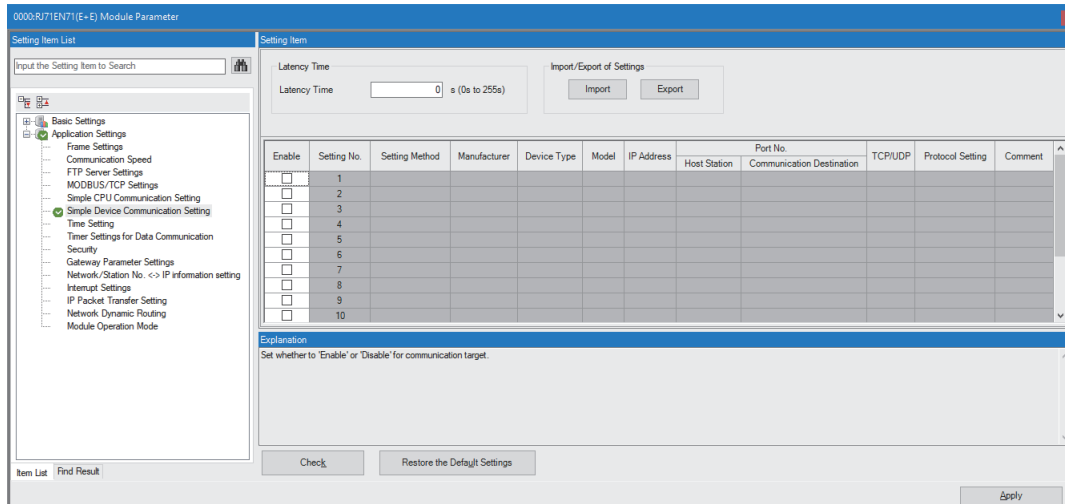 0000:RJ71EN71(E+E) Module Parameter
Setting Item List
Input the Setting Item to Search
Basic Settings
Application Settings
Frame Settings
Communication Speed
FTP Server Settings
MODBUS/TCP Settings
Simple CPU Communication Setting
Simple Device Communication Setting
Time Setting
Timer Settings for Data Communication
Security
Gateway Parameter Settings
Network/Station No. <-> IP information setting
Interrupt Settings
IP Packet Transfer Setting
Network Dynamic Routing
Module Operation Mode
Item List Find Result
Setting Item
Latency Time
Latency Time 0 s (0s to 255s)
Import/Export of Settings
Import Export
Enable Setting No. Setting Method Manufacturer Device Type Model IP Address Port No. TCP/UDP Protocol Setting Comment
Host Station Communication Destination
1
2
3
4
5
6
7
8
9
10
Explanation
Set whether to 'Enable' or 'Disable' for communication target.
Check Restore the Default Settings
Apply